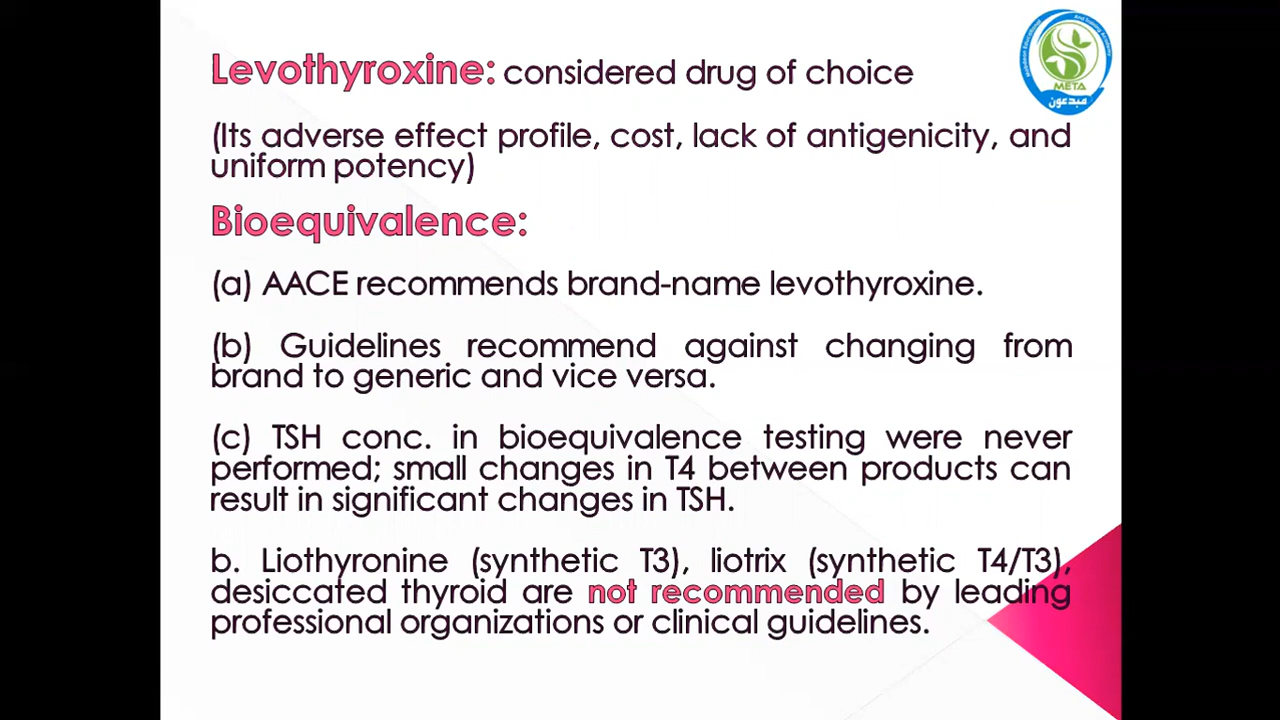 Levothyroxine: considered drug of choice
(Its adverse effect profile, cost, lack of antigenicity, and
uniform potency)
Bioequivalence:
(a) AACE recommends brand-name levothyroxine.
(b) Guidelines recommend against changing from
brand to generic and vice versa.
(c) TSH conc. in bioequivalence testing were never
performed; small changes in T4 between products can
result in significant changes in TSH.
b. Liothyronine (synthetic T3), liotrix (synthetic T4/T3),
desiccated thyroid are not recommended by leading
professional organizations or clinical guidelines.
META
مبدعون